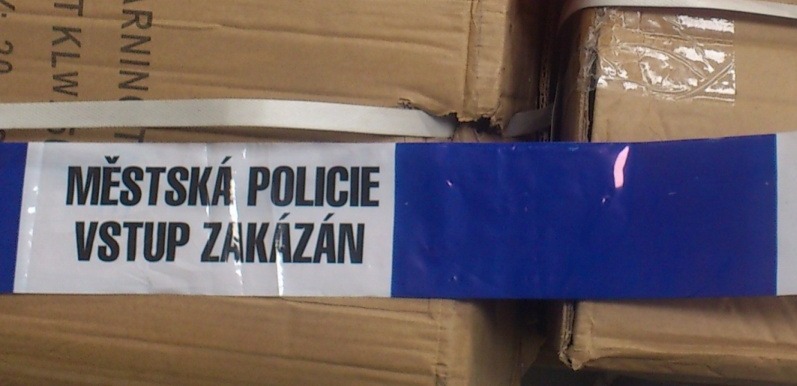 MĚSTSKÁ POLICIE
VSTUP ZAKÁZÁN